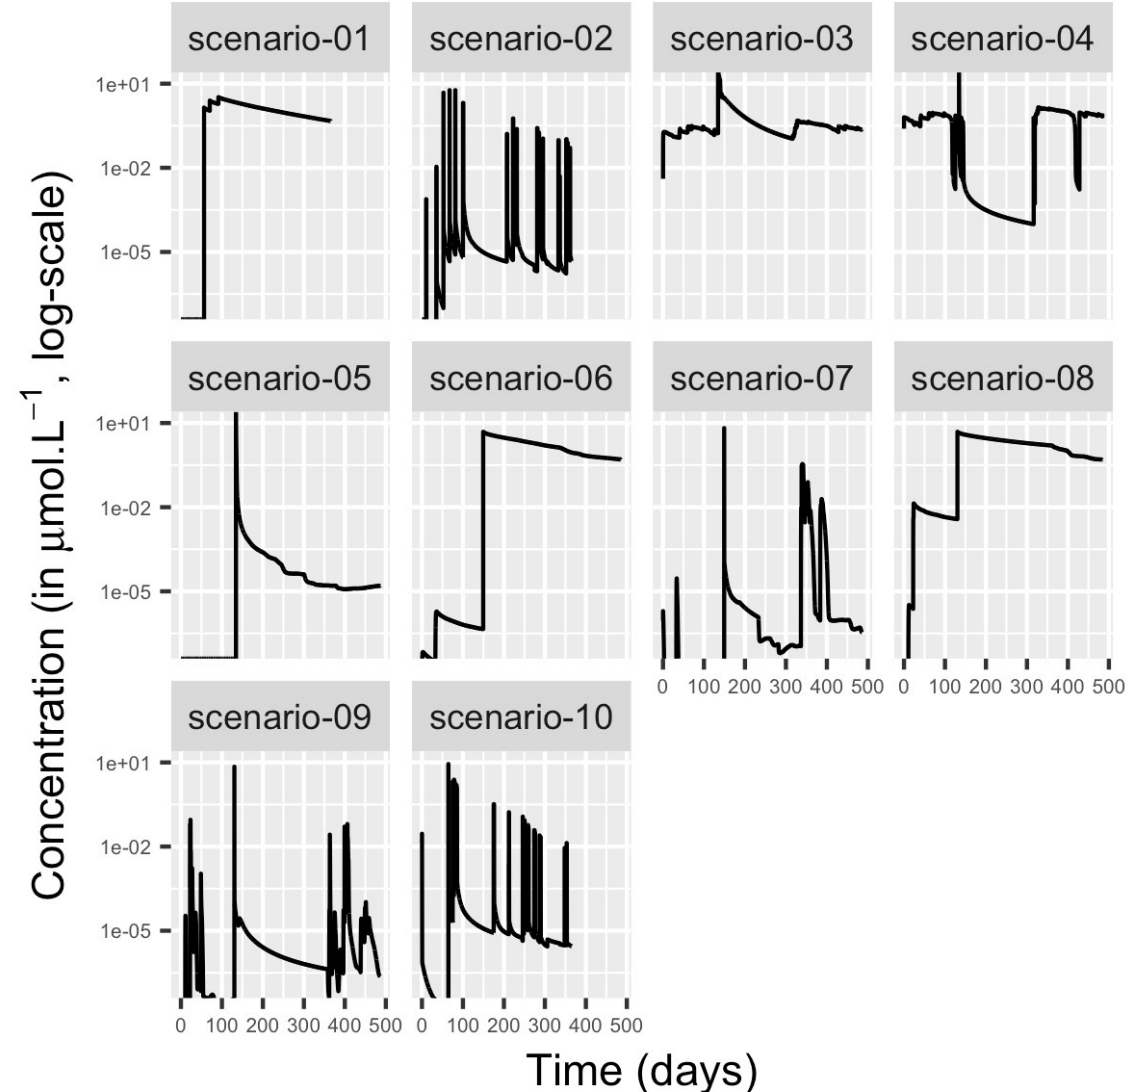 scenario-01 scenario-02 scenario-03 scenario-04
1e+01
1e-02
1e-05
scenario-05 scenario-06 scenario-07 scenario-08
1e+01
1e-02
1e-05
0 100 200 300 400 500 0 100 200 300 400 500
scenario-09 scenario-10
1e+01
1e-02
1e-05
0 100 200 300 400 500 0 100 200 300 400 500
Time (days)
Concentration (in μmol.L⁻¹, log-scale)